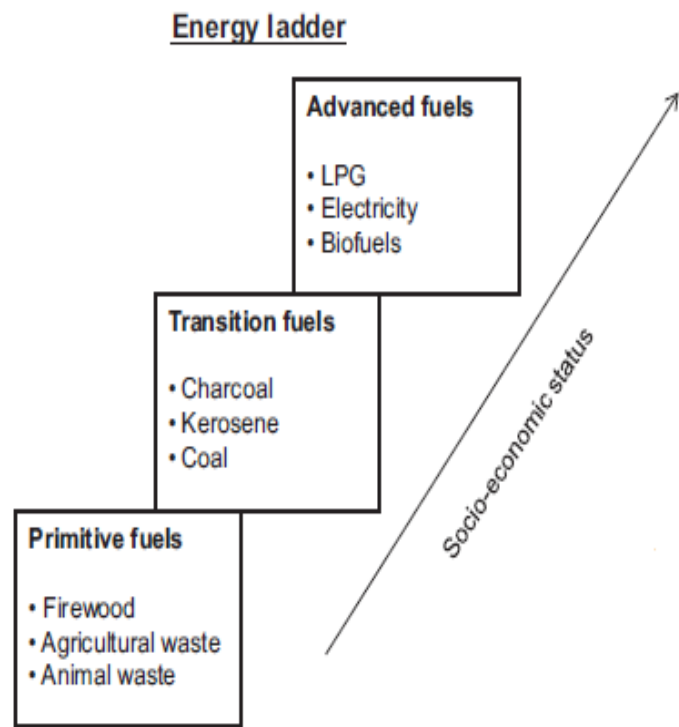 Energy ladder
Advanced fuels
• LPG
• Electricity
• Biofuels
Transition fuels
• Charcoal
• Kerosene
• Coal
Primitive fuels
• Firewood
• Agricultural waste
• Animal waste
Socio-economic status